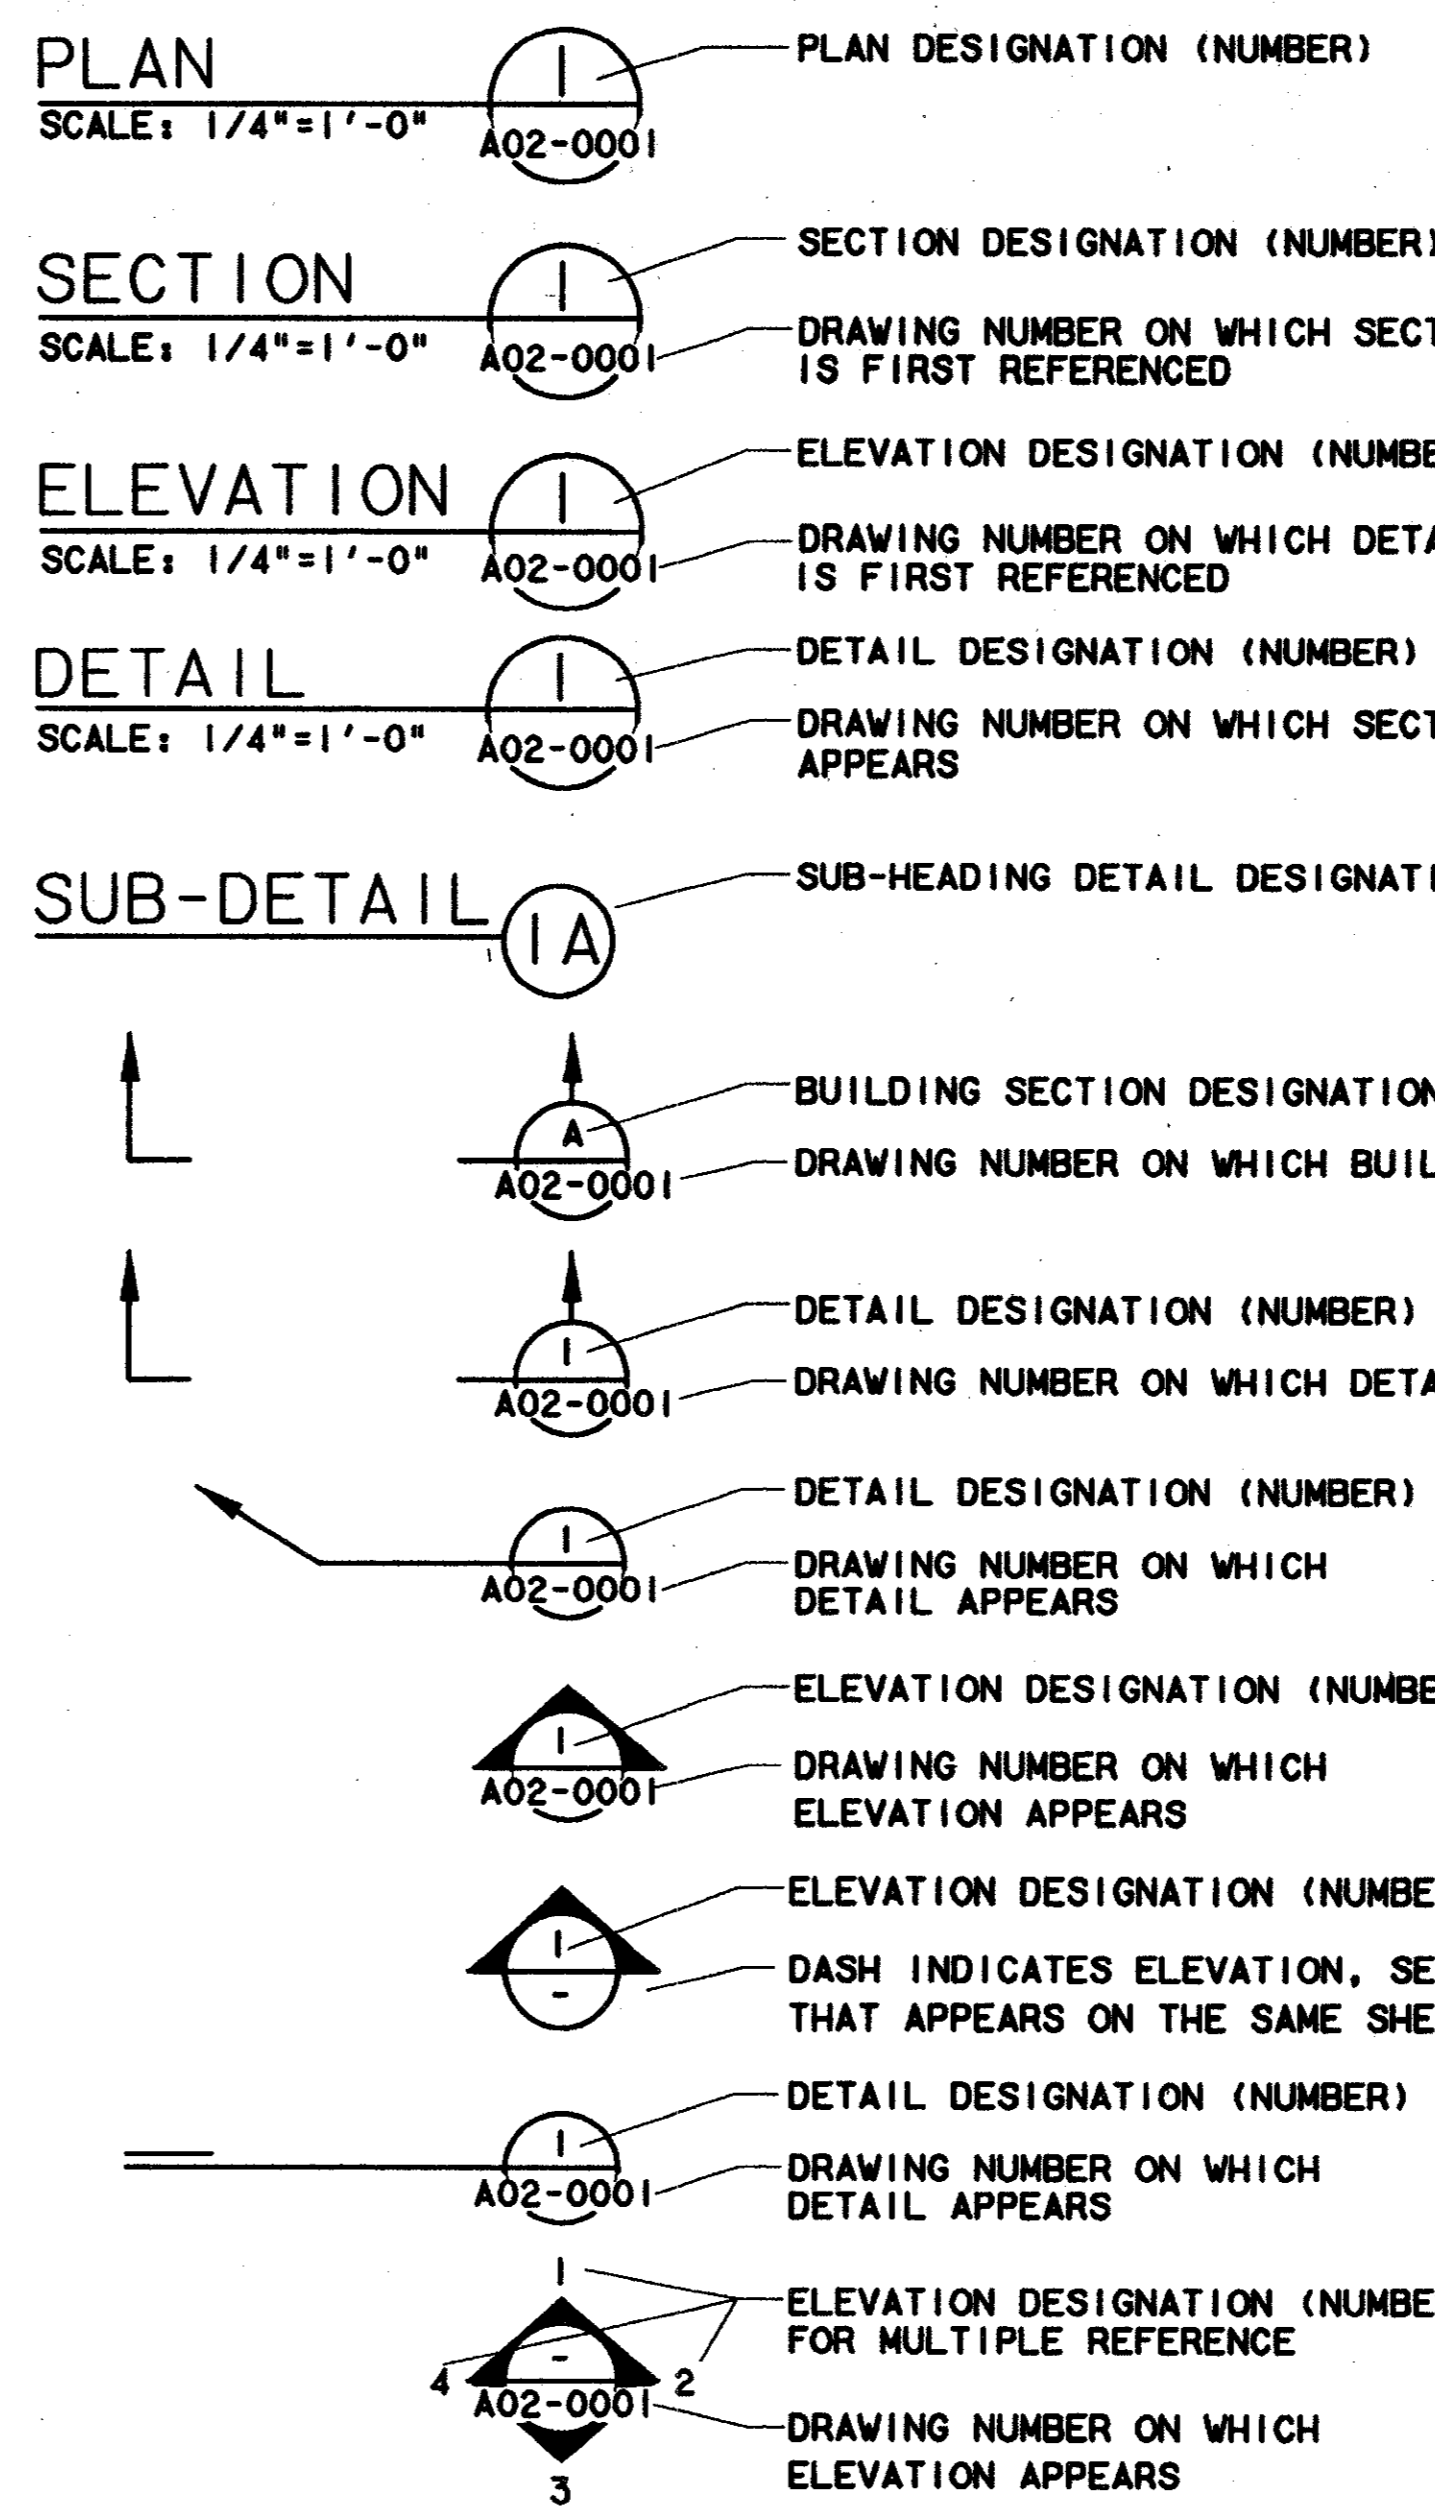 PLAN
SCALE: 1/4"=1'-0"
1
A02-0001
PLAN DESIGNATION (NUMBER)
SECTION
SCALE: 1/4"=1'-0"
1
A02-0001
SECTION DESIGNATION (NUMBER)
DRAWING NUMBER ON WHICH SECT
IS FIRST REFERENCED
ELEVATION
SCALE: 1/4"=1'-0"
1
A02-0001
ELEVATION DESIGNATION (NUMBE
DRAWING NUMBER ON WHICH DETA
IS FIRST REFERENCED
DETAIL
SCALE: 1/4"=1'-0"
1
A02-0001
DETAIL DESIGNATION (NUMBER)
DRAWING NUMBER ON WHICH SECT
APPEARS
SUB-DETAIL
1A
SUB-HEADING DETAIL DESIGNATI
A
A02-0001
BUILDING SECTION DESIGNATION
DRAWING NUMBER ON WHICH BUIL
1
A02-0001
DETAIL DESIGNATION (NUMBER)
DRAWING NUMBER ON WHICH DETA
1
A02-0001
DETAIL DESIGNATION (NUMBER)
DRAWING NUMBER ON WHICH
DETAIL APPEARS
1
A02-0001
ELEVATION DESIGNATION (NUMBE
DRAWING NUMBER ON WHICH
ELEVATION APPEARS
1
-
ELEVATION DESIGNATION (NUMBE
DASH INDICATES ELEVATION, SE
THAT APPEARS ON THE SAME SHE
1
A02-0001
DETAIL DESIGNATION (NUMBER)
DRAWING NUMBER ON WHICH
DETAIL APPEARS
1
-
4
2
A02-0001
3
ELEVATION DESIGNATION (NUMBE
FOR MULTIPLE REFERENCE
DRAWING NUMBER ON WHICH
ELEVATION APPEARS